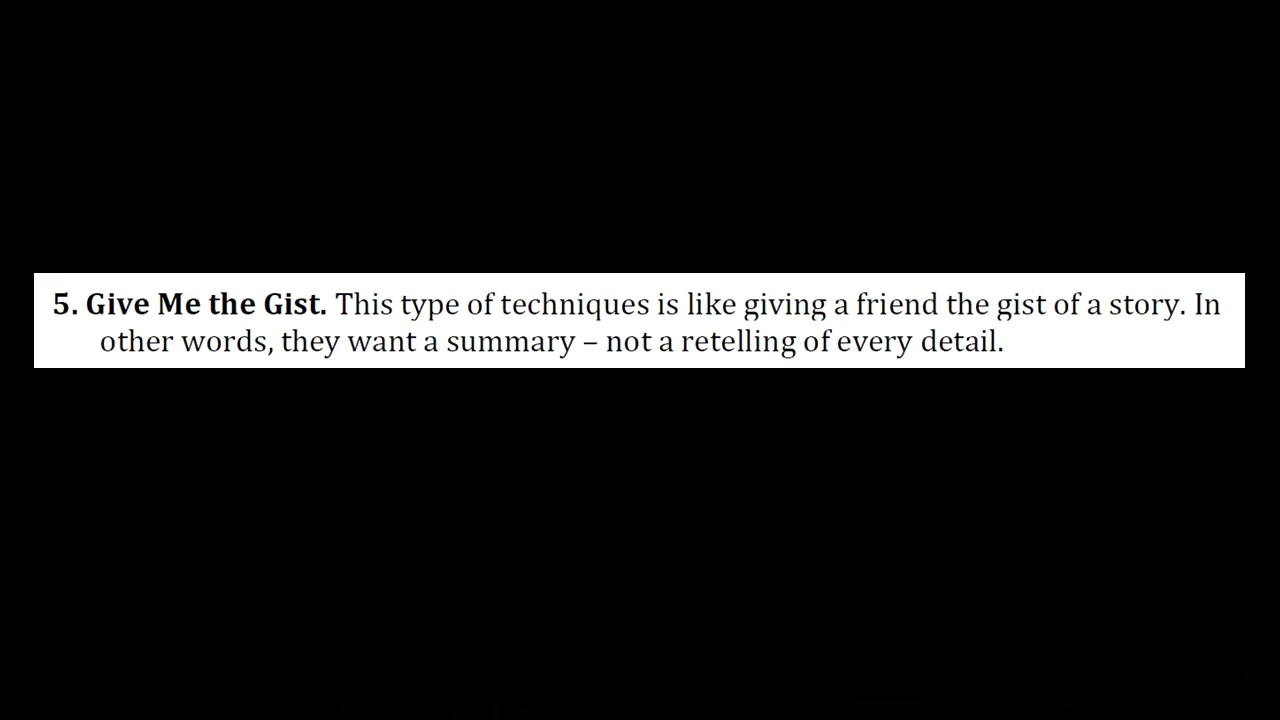 5. Give Me the Gist. This type of techniques is like giving a friend the gist of a story. In
other words, they want a summary – not a retelling of every detail.